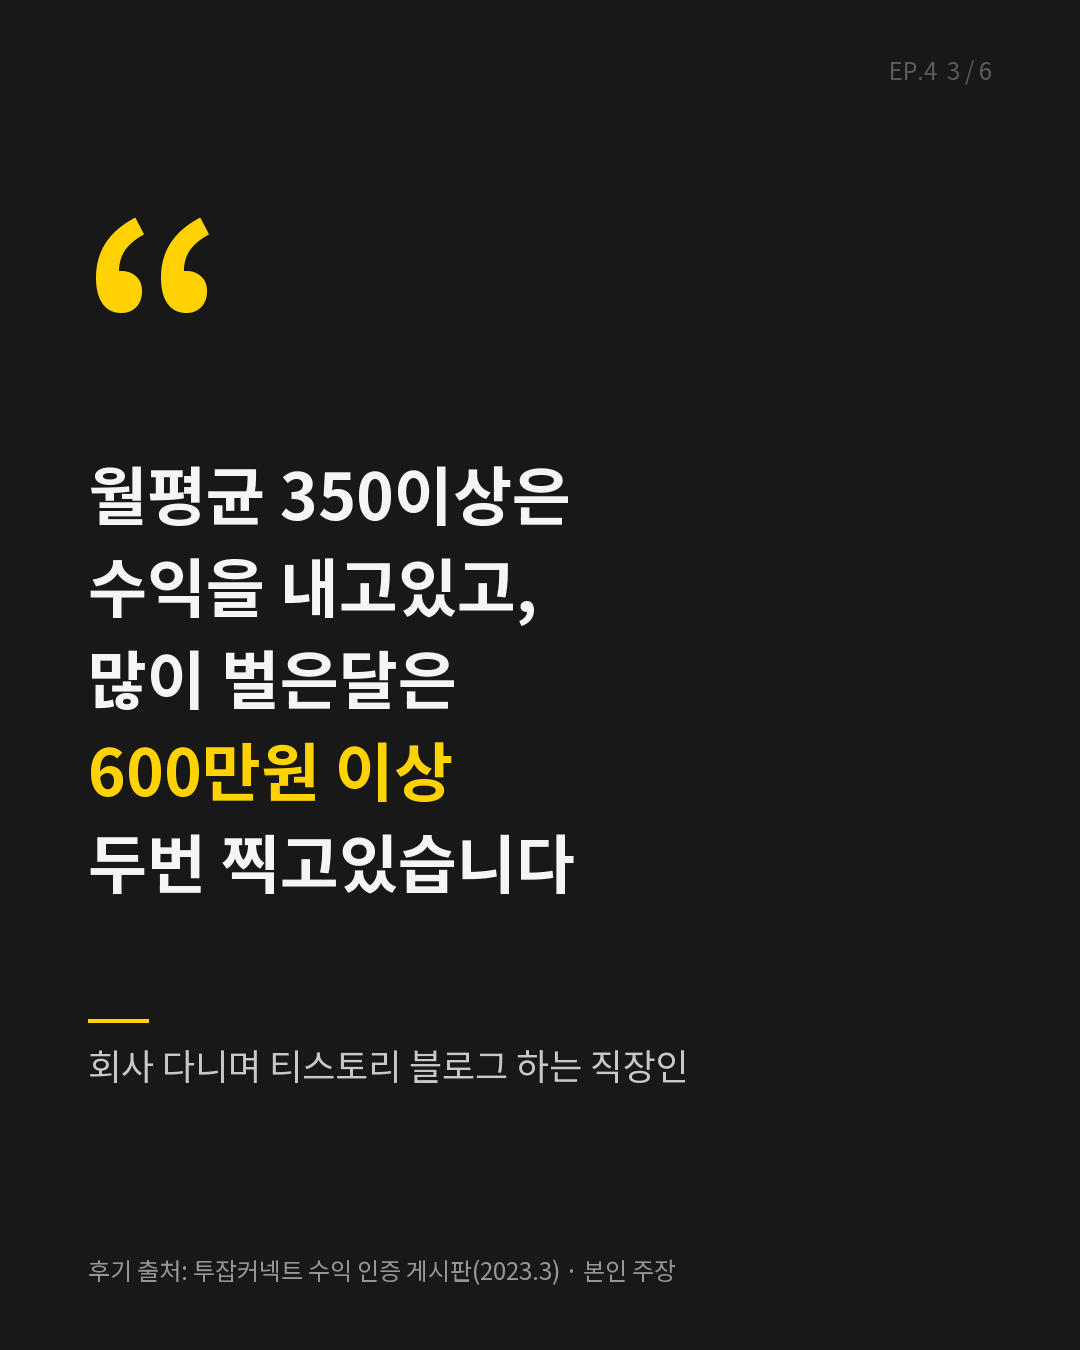 EP.4 3 / 6
“
월평균 350이상은
수익을 내고있고,
많이 벌은달은
600만원 이상
두번 찍고있습니다
회사 다니며 티스토리 블로그 하는 직장인
후기 출처: 투잡커넥트 수익 인증 게시판(2023.3) · 본인 주장